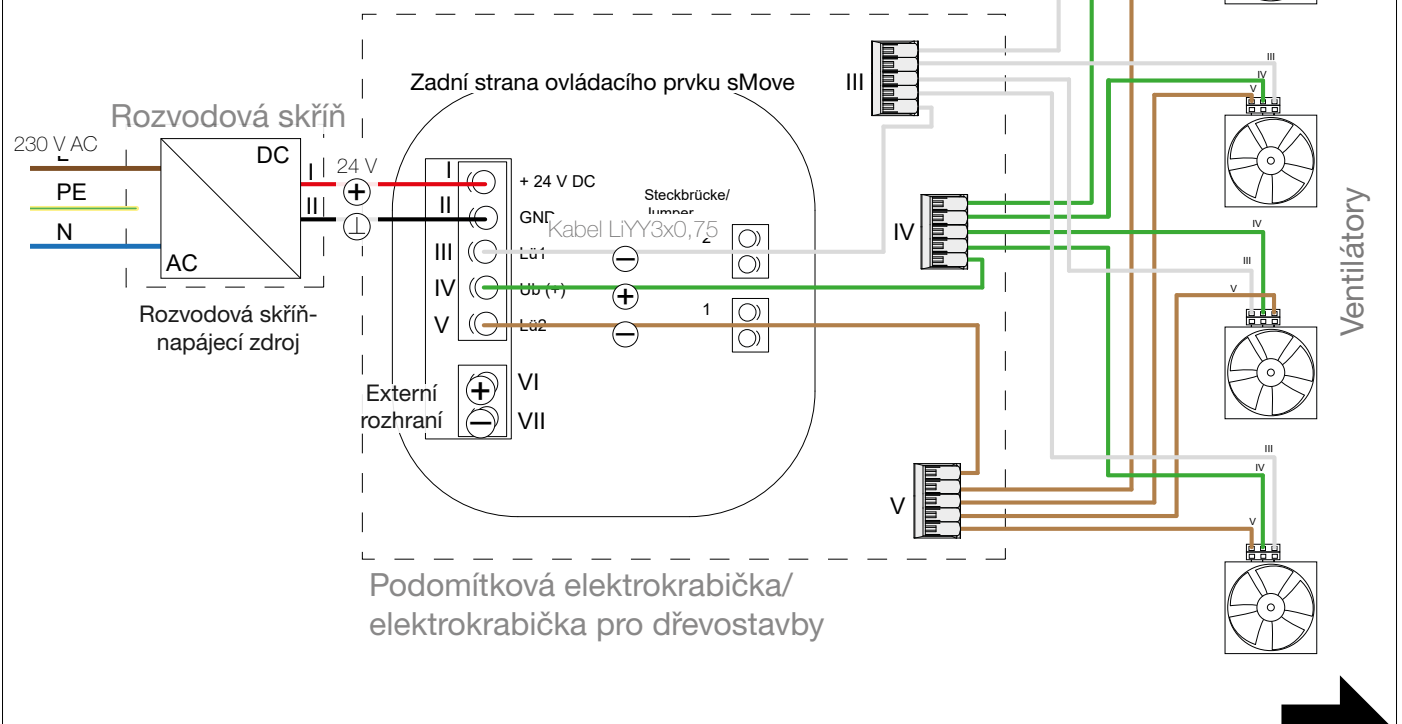 Zadní strana ovládacího prvku sMove
III
III
IV
V
Rozvodová skříň
230 V AC
L
PE
N
DC
AC
I
II
24 V
Rozvodová skříň-
napájecí zdroj
I
+ 24 V DC
II
GND
III
Lü1
IV
Ub (+)
V
Lü2
Steckbrücke/
Jumper
Kabel LiYY3x0,75
2
1
Externí
rozhraní
VI
VII
IV
V
IV
III
V
III
IV
V
Ventilátory
Podomítková elektrokrabička/
elektrokrabička pro dřevostavby